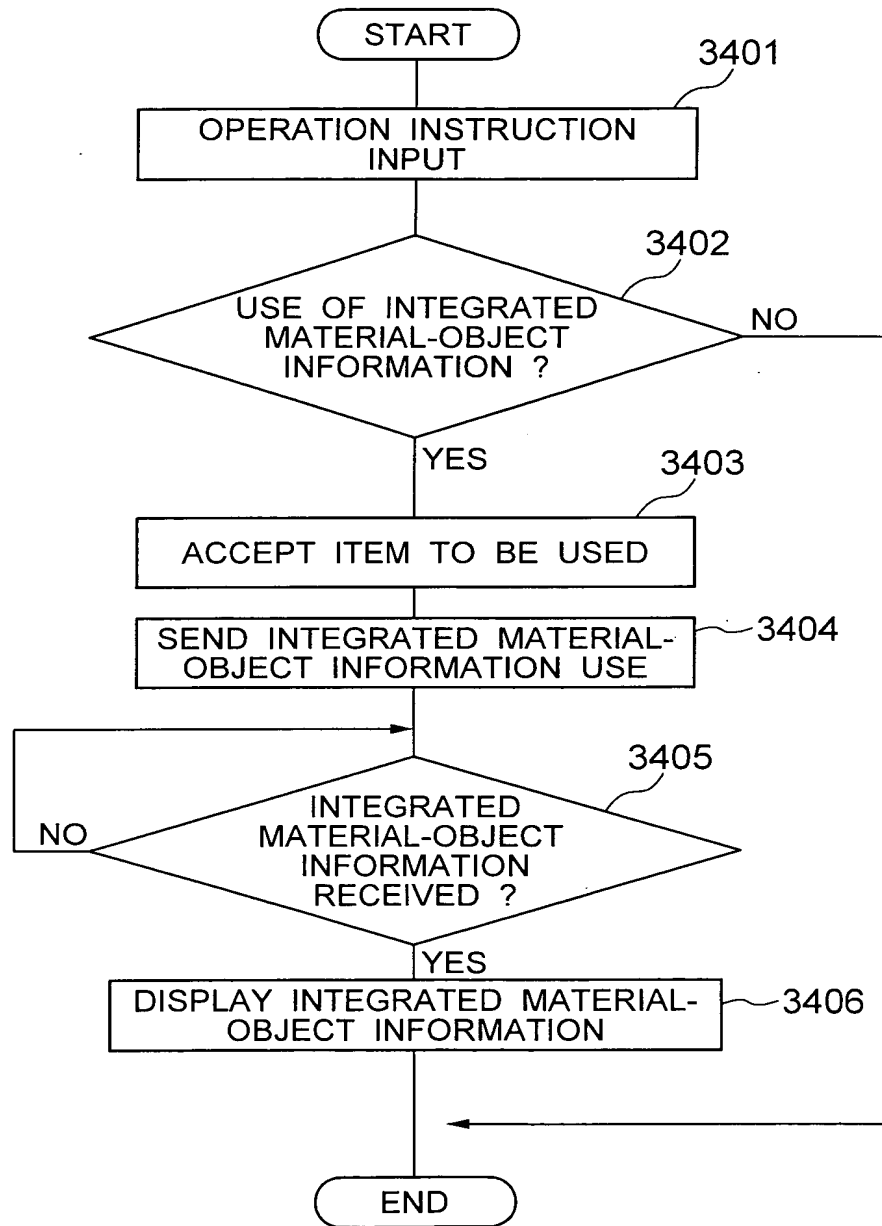 START
3401
OPERATION INSTRUCTION
INPUT
3402
USE OF INTEGRATED
MATERIAL-OBJECT
INFORMATION ?
NO
YES
3403
ACCEPT ITEM TO BE USED
SEND INTEGRATED MATERIAL-
OBJECT INFORMATION USE
3404
3405
INTEGRATED
MATERIAL-OBJECT
INFORMATION
RECEIVED ?
NO
YES
DISPLAY INTEGRATED MATERIAL-
OBJECT INFORMATION
3406
END